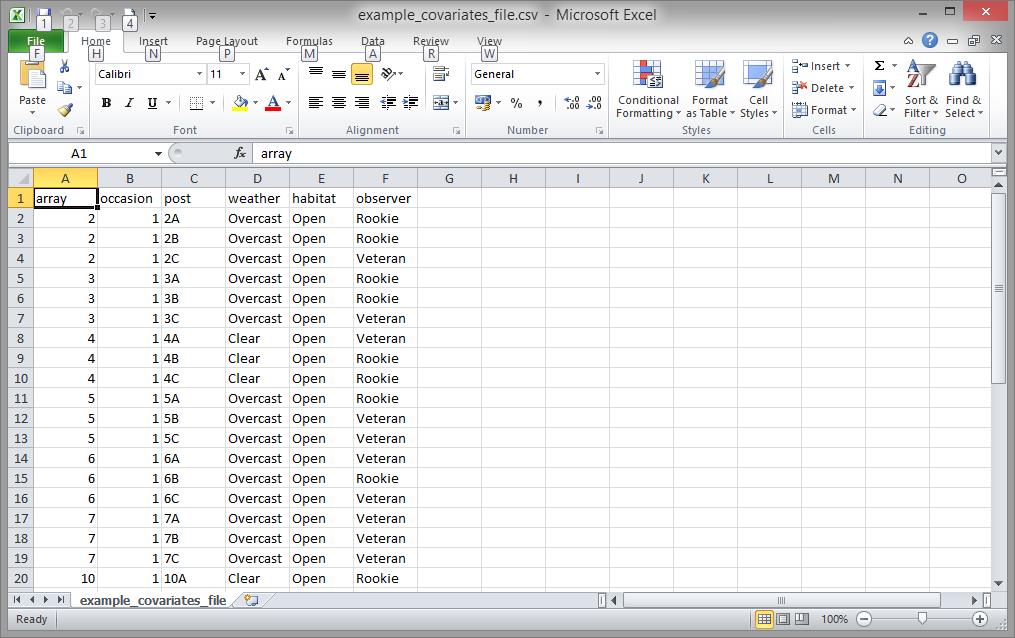 example_covariates_file.csv - Microsoft Excel
1 2 3 4
File Home Insert Page Layout Formulas Data Review View
F H N P M A R W
Calibri 11 A A General Insert Σ
Paste B I U A % , .0 .00 .00 .0 Conditional Formatting Format as Table Cell Styles Delete Sort & Filter Find & Select
Format
Clipboard Font Alignment Number Styles Cells Editing
A1 fx array
A B C D E F G H I J K L M N O
1 array occasion post weather habitat observer
2 2 1 2A Overcast Open Rookie
3 2 1 2B Overcast Open Rookie
4 2 1 2C Overcast Open Veteran
5 3 1 3A Overcast Open Rookie
6 3 1 3B Overcast Open Rookie
7 3 1 3C Overcast Open Veteran
8 4 1 4A Clear Open Veteran
9 4 1 4B Clear Open Rookie
10 4 1 4C Clear Open Rookie
11 5 1 5A Overcast Open Rookie
12 5 1 5B Overcast Open Veteran
13 5 1 5C Overcast Open Veteran
14 6 1 6A Overcast Open Veteran
15 6 1 6B Overcast Open Rookie
16 6 1 6C Overcast Open Veteran
17 7 1 7A Overcast Open Veteran
18 7 1 7B Overcast Open Veteran
19 7 1 7C Overcast Open Veteran
20 10 1 10A Clear Open Rookie
example_covariates_file
Ready 100%